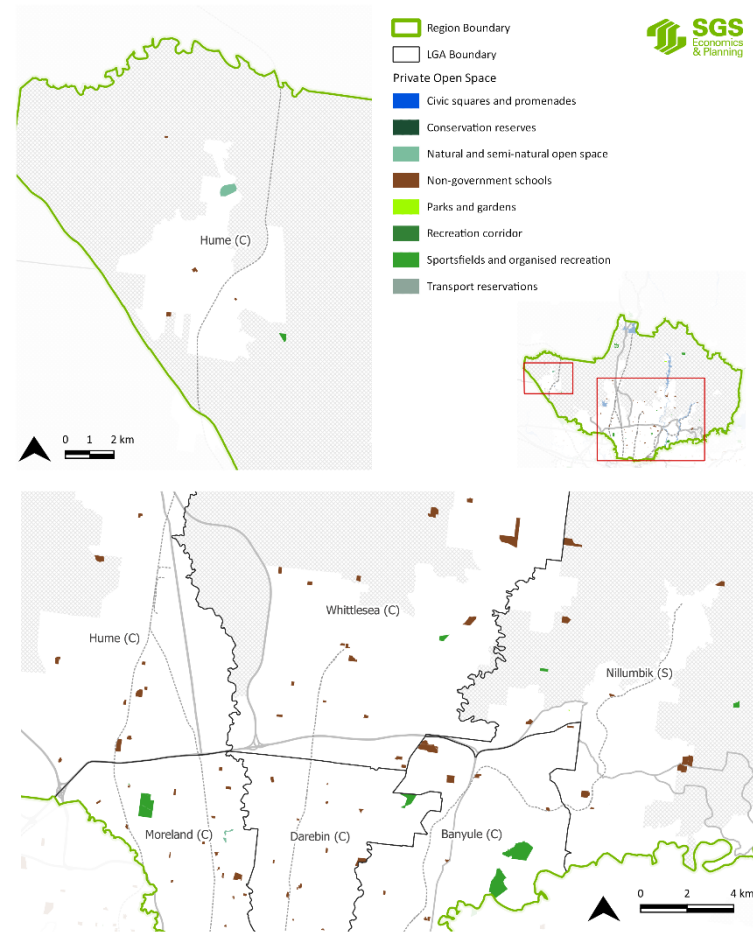 Region Boundary
LGA Boundary
Private Open Space
Civic squares and promenades
Conservation reserves
Natural and semi-natural open space
Non-government schools
Parks and gardens
Recreation corridor
Sportsfields and organised recreation
Transport reservations
SGS
Economics
& Planning
Hume (C)
0 1 2 km
Whittlesea (C)
Hume (C)
Nillumbik (S)
Moreland (C)
Darebin (C)
Banyule (C)
0 2 4 km